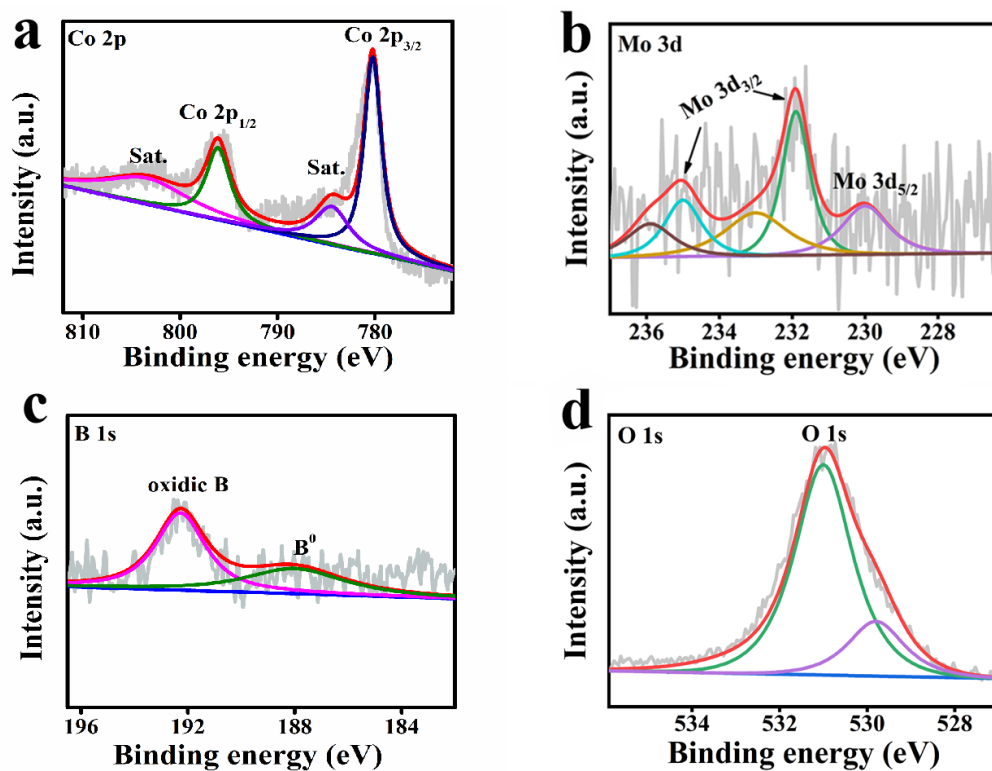 a
Co 2p
Co 2p3/2
Co 2p1/2
Sat.
Sat.
Intensity (a.u.)
810 800 790 780
Binding energy (eV)
b
Mo 3d
Mo 3d3/2
Mo 3d5/2
Intensity (a.u.)
236 234 232 230 228
Binding energy (eV)
c
B 1s
oxidic B
B0
Intensity (a.u.)
196 192 188 184
Binding energy (eV)
d
O 1s
O 1s
Intensity (a.u.)
534 532 530 528
Binding energy (eV)